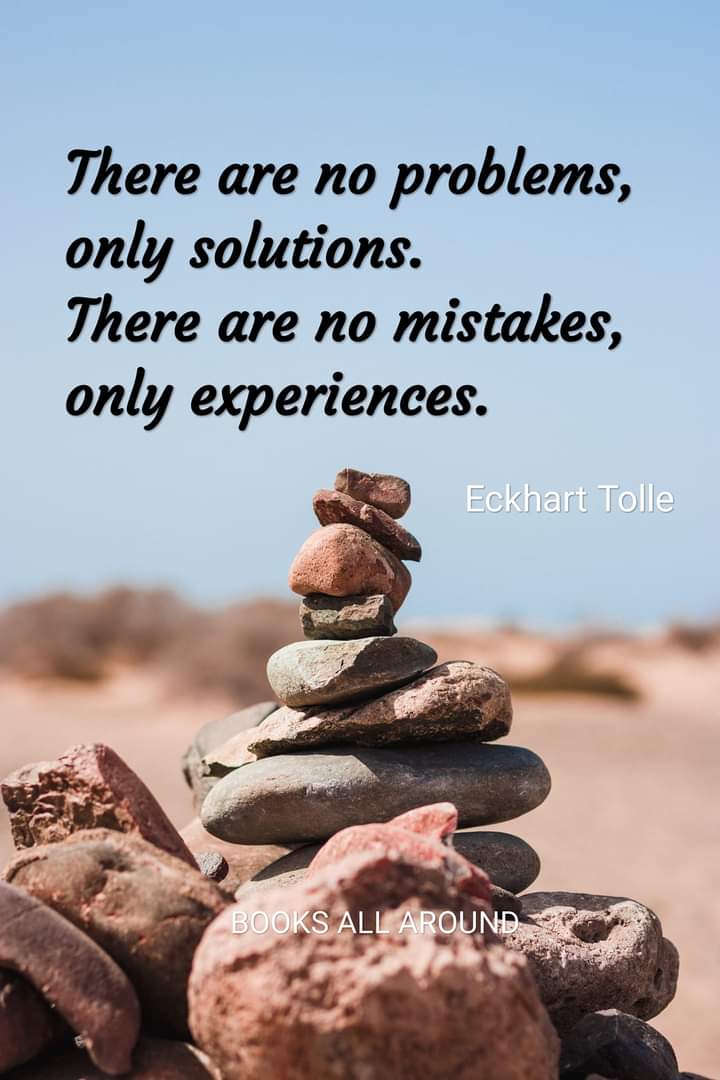 There are no problems,
only solutions.
There are no mistakes,
only experiences.
Eckhart Tolle
BOOKS ALL AROUND